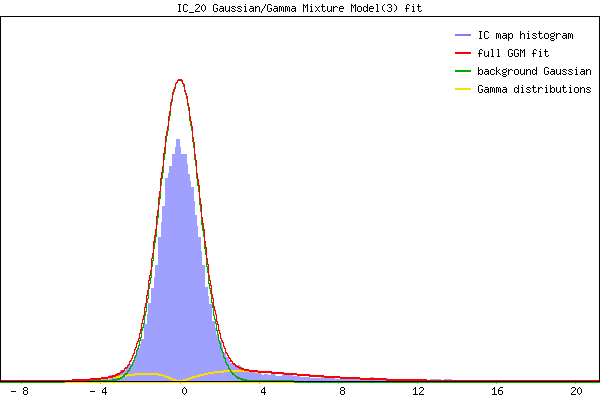 IC_20 Gaussian/Gamma Mixture Model(3) fit
IC map histogram
full GGM fit
background Gaussian
Gamma distributions
-8 -4 0 4 8 12 16 20